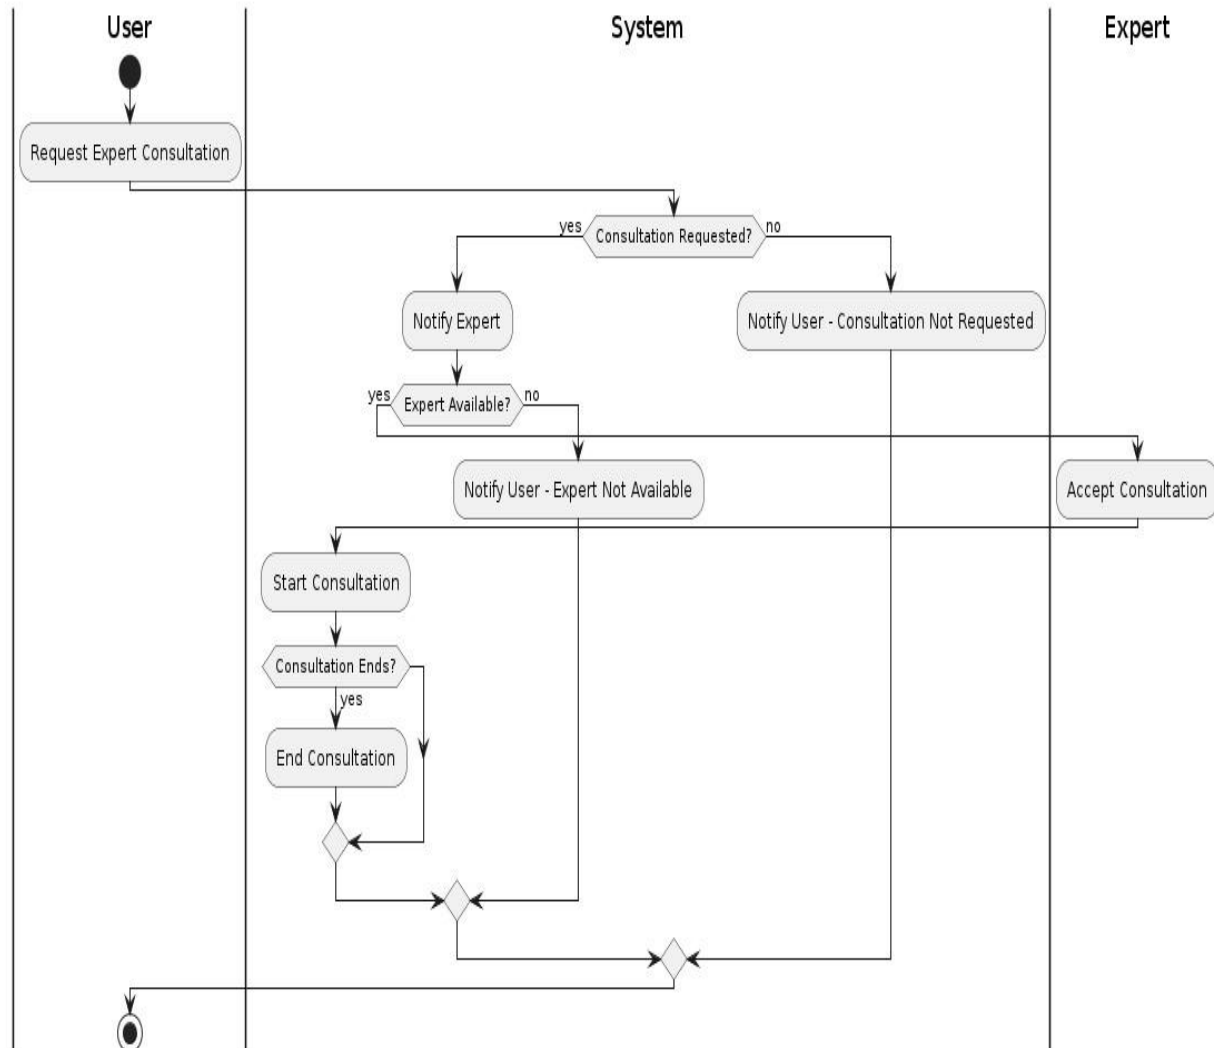 User
System
Expert
Request Expert Consultation
yes
Consultation Requested?
no
Notify Expert
Notify User - Consultation Not Requested
yes
Expert Available?
no
Notify User - Expert Not Available
Accept Consultation
Start Consultation
Consultation Ends?
yes
End Consultation